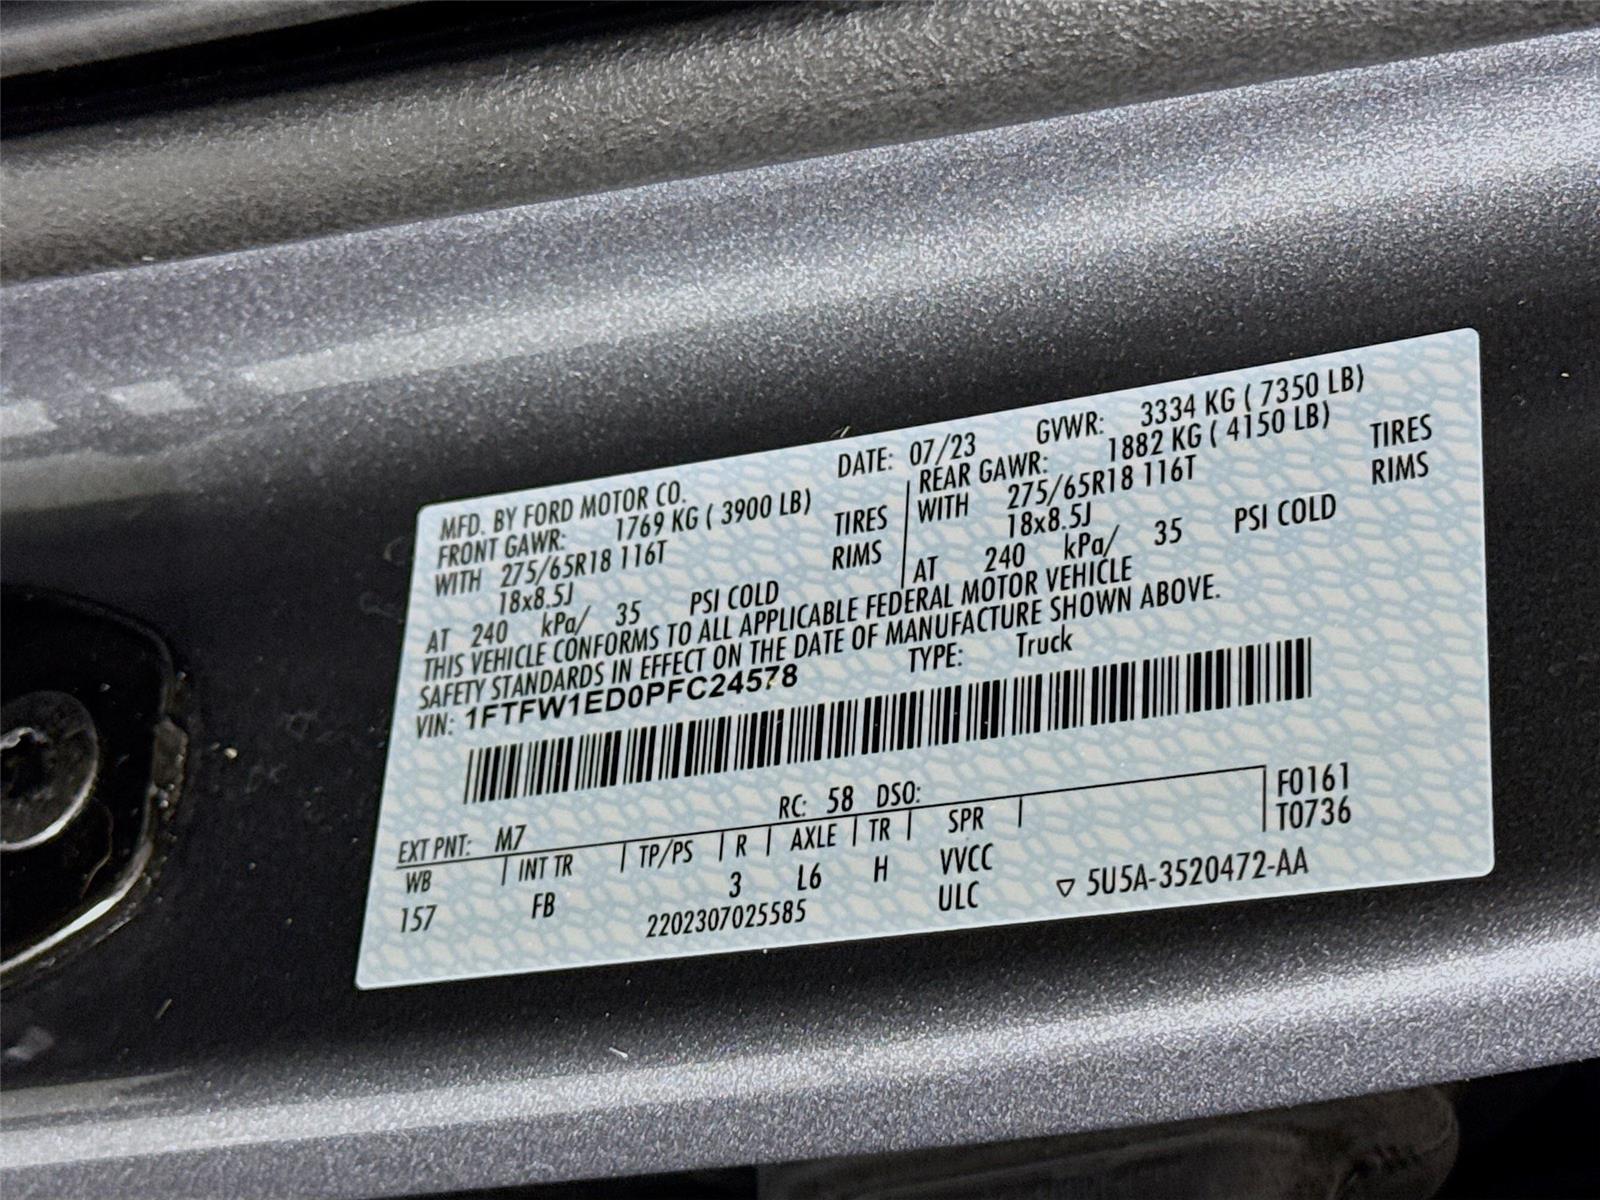 MFD. BY FORD MOTOR CO.
DATE: 07/23
GVWR: 3334 KG ( 7350 LB)
FRONT GAWR: 1769 KG ( 3900 LB)
WITH 275/65R18 116T TIRES
18x8.5J RIMS
AT 240 kPa/ 35 PSI COLD
REAR GAWR: 1882 KG ( 4150 LB)
WITH 275/65R18 116T TIRES
18x8.5J RIMS
AT 240 kPa/ 35 PSI COLD
THIS VEHICLE CONFORMS TO ALL APPLICABLE FEDERAL MOTOR VEHICLE
SAFETY STANDARDS IN EFFECT ON THE DATE OF MANUFACTURE SHOWN ABOVE.
VIN: 1FTFW1ED0PFC24578
TYPE: Truck
F0161
T0736
EXT PNT: M7 RC: 58 DSO:
WB | INT TR | TP/PS | R | AXLE | TR | SPR |
157 FB 3 L6 H VVCC
2202307025585 ULC
▽ 5U5A-3520472-AA